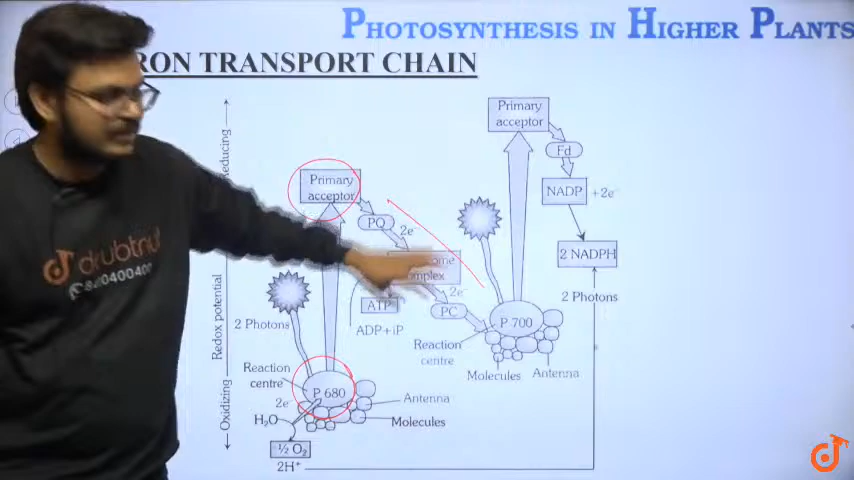 PHOTOSYNTHESIS IN HIGHER PLANTS
RON TRANSPORT CHAIN
Reducing
Redox potential
Oxidizing
Primary
acceptor
PQ
2e⁻
complex
ATP
ADP+iP
2e⁻
PC
2 Photons
Reaction
centre
P 680
2e⁻
H₂O
½ O₂
2H⁺
Antenna
Molecules
Primary
acceptor
Fd
NADP +2e⁻
2 NADPH
2 Photons
P 700
Reaction
centre
Molecules
Antenna
doubtnut